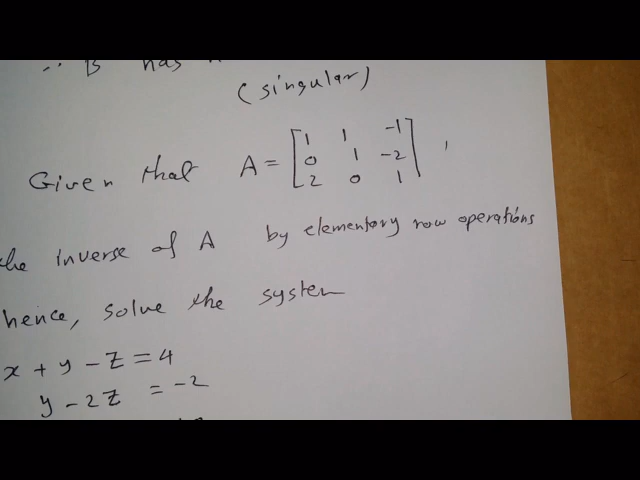 ∴ B has
(singular)
Given that A = [1 1 -1
0 1 -2
2 0 1],
the inverse of A by elementary row operations
hence, solve the system
x + y - z = 4
y - 2z = -2